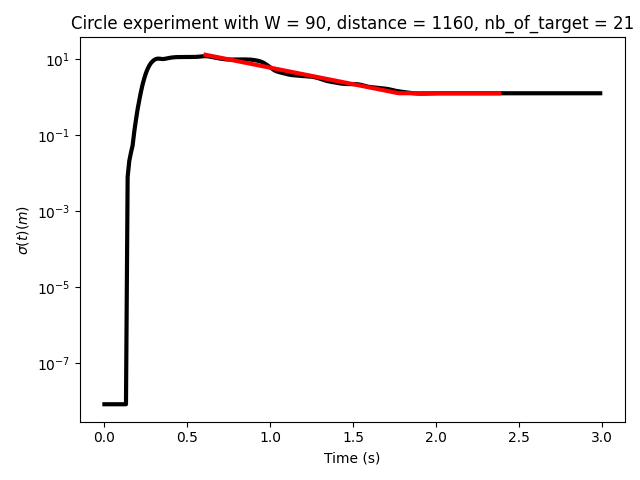 Circle experiment with W = 90, distance = 1160, nb_of_target = 21
10¹
10⁻¹
10⁻³
10⁻⁵
10⁻⁷
σ(t)(m)
0.0 0.5 1.0 1.5 2.0 2.5 3.0
Time (s)